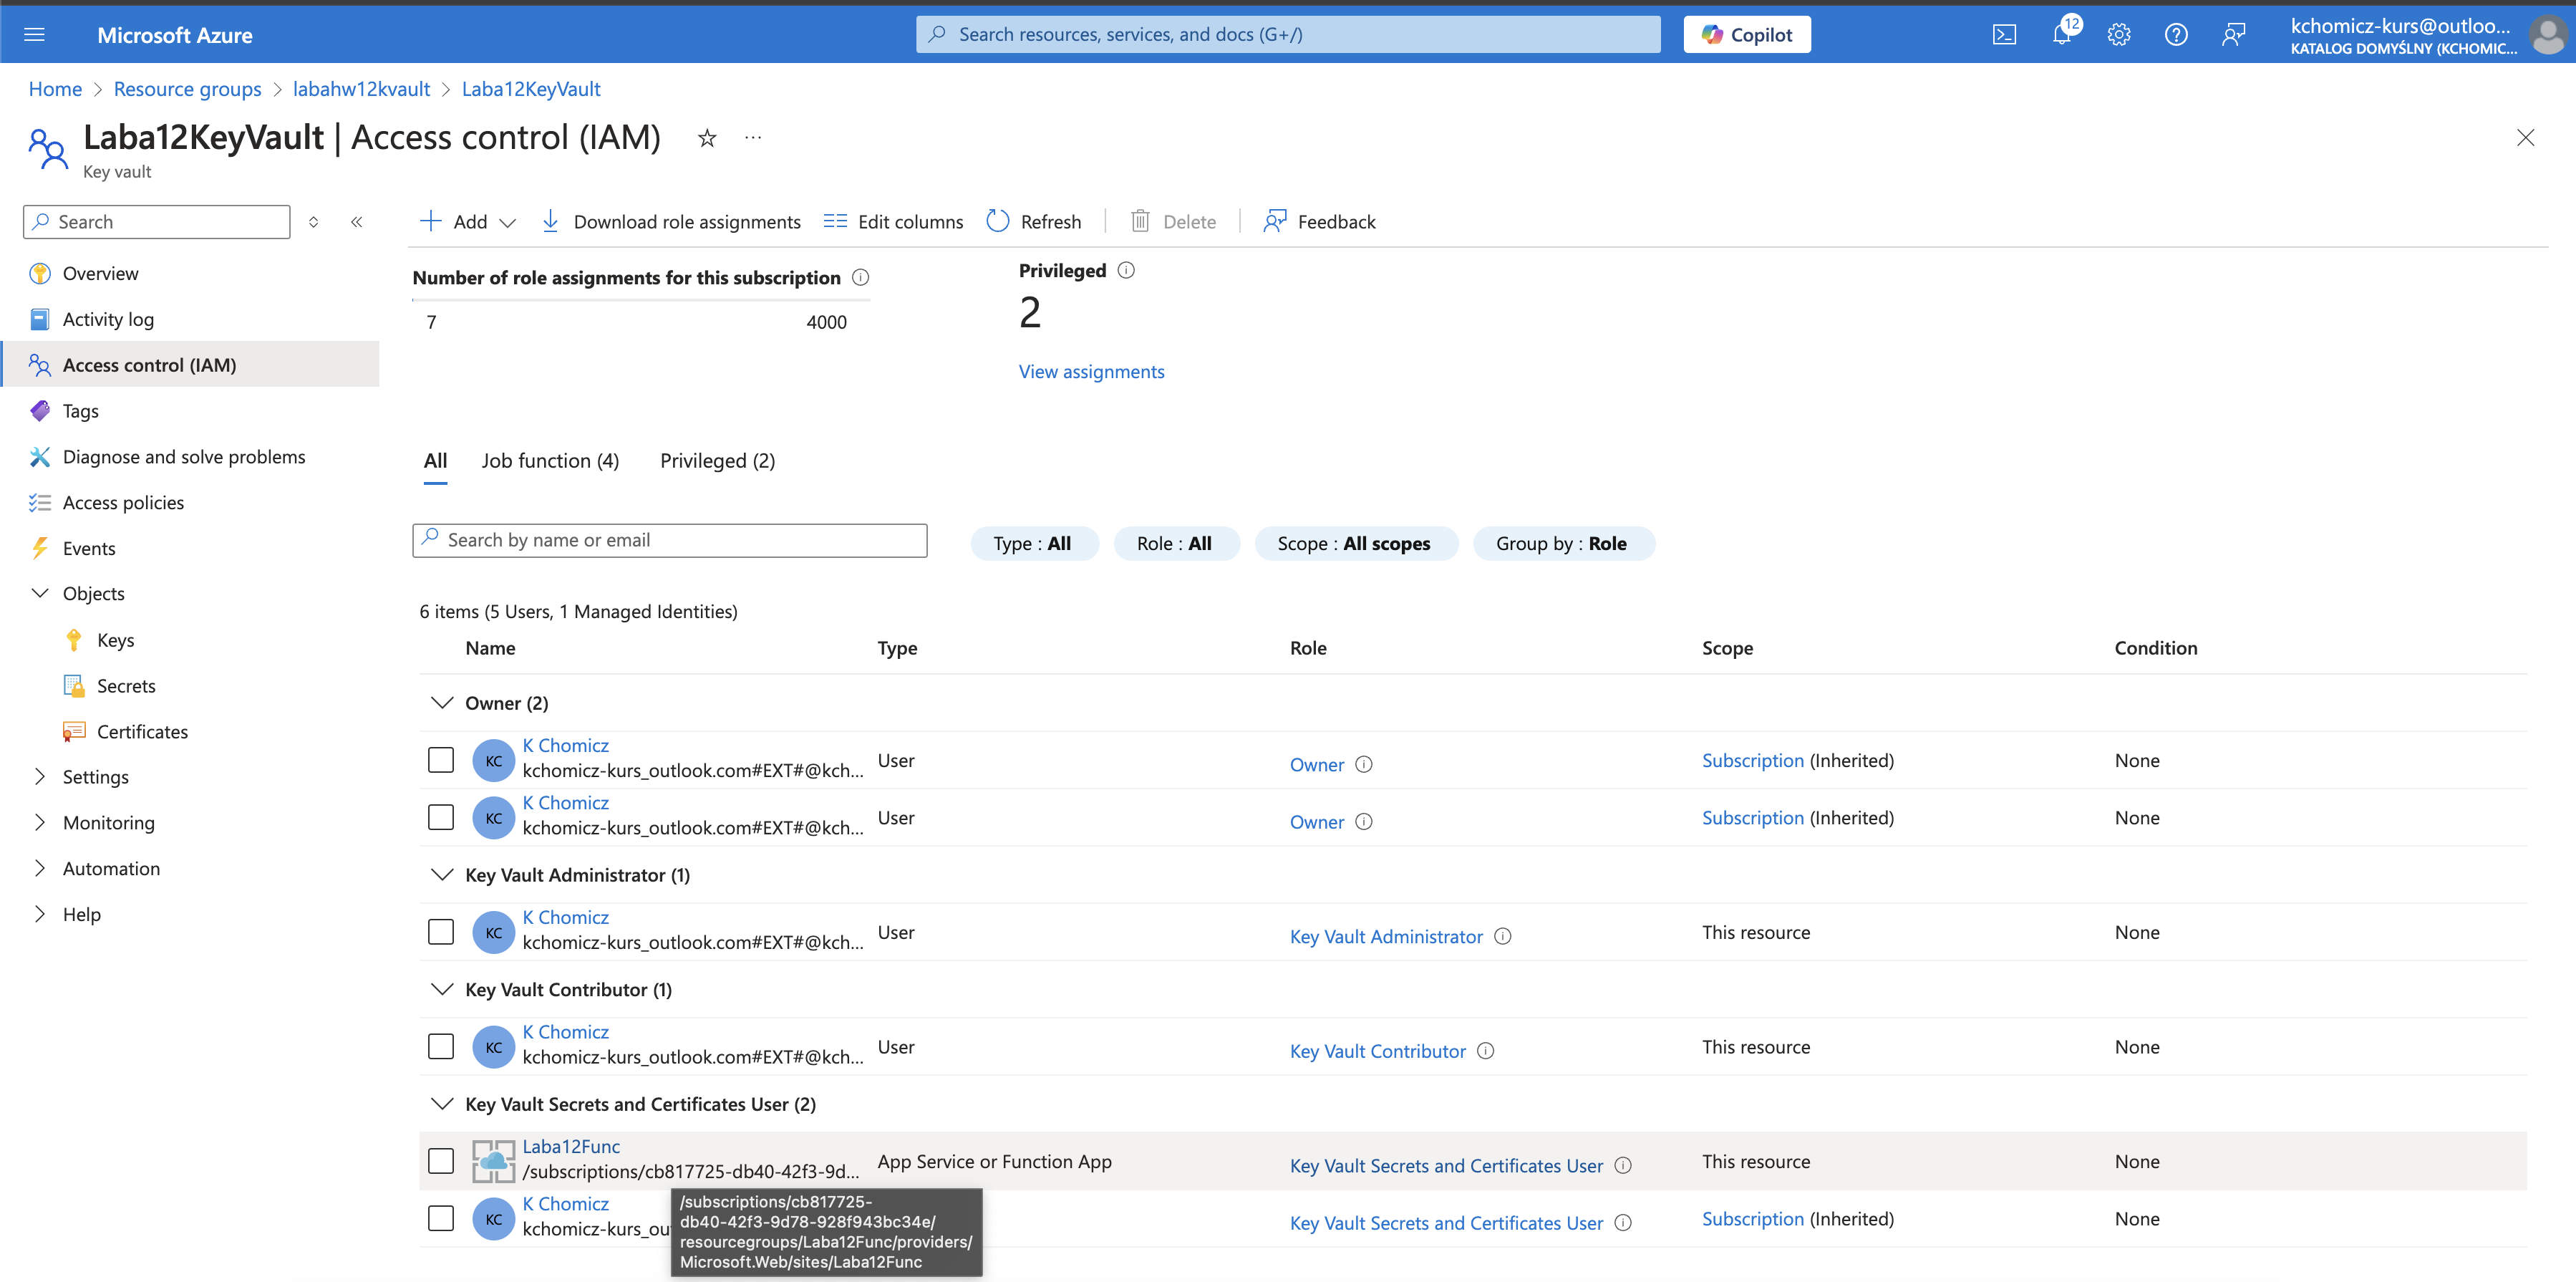 Microsoft Azure
Search resources, services, and docs (G+/)
Copilot
12
kchomicz-kurs@outloo...
KATALOG DOMYŚLNY (KCHOMIC...
Home > Resource groups > labahw12kvault > Laba12KeyVault
Laba12KeyVault | Access control (IAM)
...
Key vault
Search
Add
Download role assignments
Edit columns
Refresh
Delete
Feedback
Overview
Activity log
Access control (IAM)
Tags
Diagnose and solve problems
Access policies
Events
Objects
Keys
Secrets
Certificates
Settings
Monitoring
Automation
Help
Number of role assignments for this subscription
7 4000
Privileged
2
View assignments
All Job function (4) Privileged (2)
Search by name or email
Type : All
Role : All
Scope : All scopes
Group by : Role
6 items (5 Users, 1 Managed Identities)
Name Type Role Scope Condition
Owner (2)
KC
K Chomicz
kchomicz-kurs_outlook.com#EXT#@kch... User Owner Subscription (Inherited) None
KC
K Chomicz
kchomicz-kurs_outlook.com#EXT#@kch... User Owner Subscription (Inherited) None
Key Vault Administrator (1)
KC
K Chomicz
kchomicz-kurs_outlook.com#EXT#@kch... User Key Vault Administrator This resource None
Key Vault Contributor (1)
KC
K Chomicz
kchomicz-kurs_outlook.com#EXT#@kch... User Key Vault Contributor This resource None
Key Vault Secrets and Certificates User (2)
Laba12Func
/subscriptions/cb817725-db40-42f3-9d... App Service or Function App Key Vault Secrets and Certificates User This resource None
KC
K Chomicz
kchomicz-kurs_ou Key Vault Secrets and Certificates User Subscription (Inherited) None
/subscriptions/cb817725-
db40-42f3-9d78-928f943bc34e/
resourcegroups/Laba12Func/providers/
Microsoft.Web/sites/Laba12Func